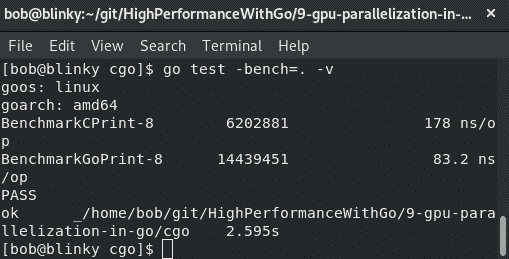 bob@blinky:~/git/HighPerformanceWithGo/9-gpu-parallelization-in-... ×
File Edit View Search Terminal Help
[bob@blinky cgo]$ go test -bench=. -v
goos: linux
goarch: amd64
BenchmarkCPrint-8 6202881 178 ns/o
p
BenchmarkGoPrint-8 14439451 83.2 ns
/op
PASS
ok _/home/bob/git/HighPerformanceWithGo/9-gpu-para
llelization-in-go/cgo 2.595s
[bob@blinky cgo]$